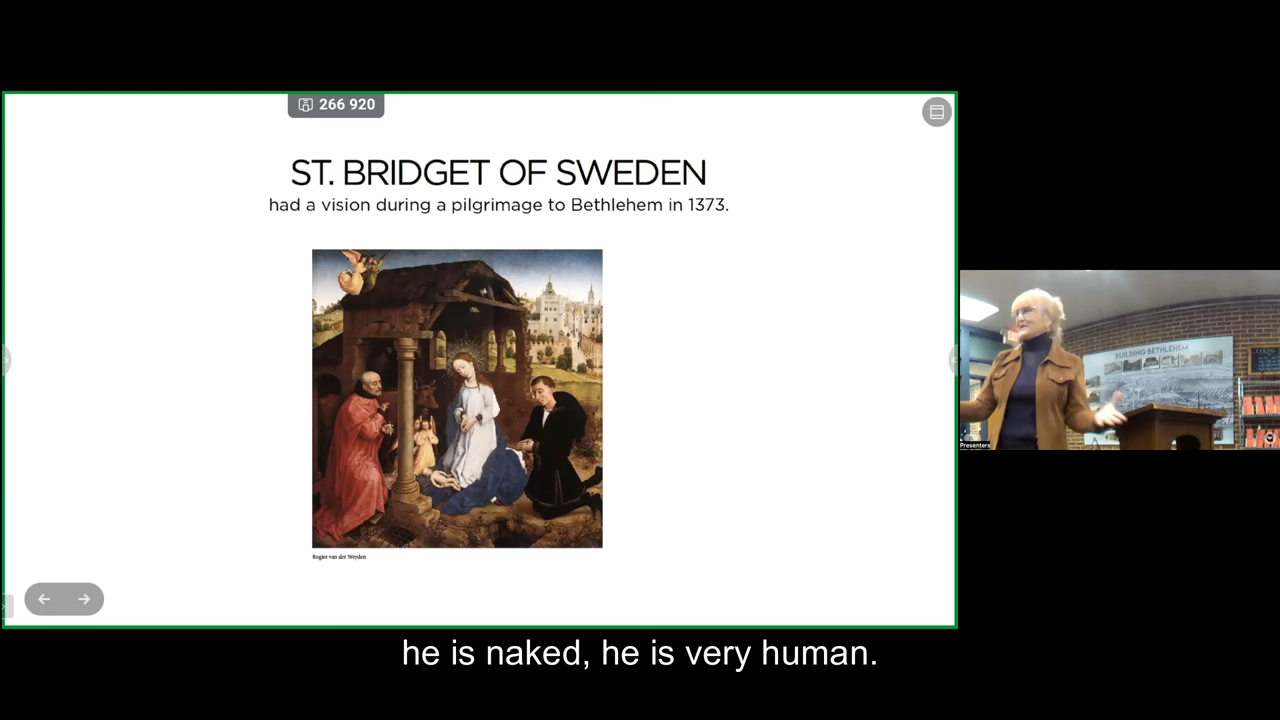 266 920
ST. BRIDGET OF SWEDEN
had a vision during a pilgrimage to Bethlehem in 1373.
BUILDING BETHLEHEM
Rogier van der Weyden
Presenters
he is naked, he is very human.